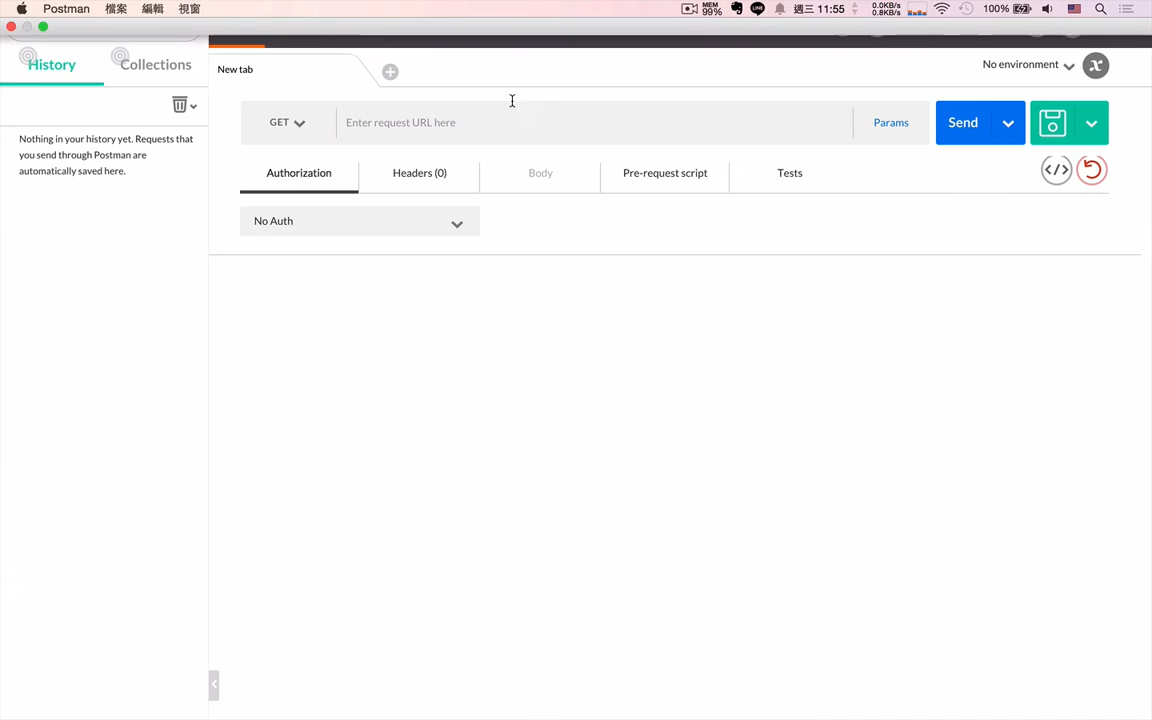 Postman 檔案 編輯 視窗 MEM 99% LINE 週三 11:55 0.0KB/s 0.8KB/s 100%
History Collections
New tab
No environment
GET Enter request URL here Params Send
Nothing in your history yet. Requests that
you send through Postman are
automatically saved here.
Authorization Headers (0) Body Pre-request script Tests
No Auth